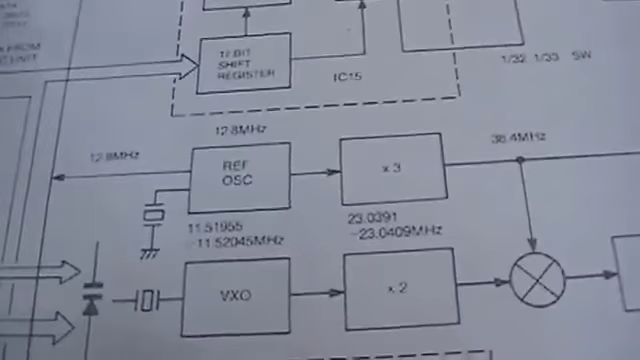 FROM
UNIT
12 BIT
SHIFT
REGISTER
IC15
1/32 1/33 SW
12.8MHz
12.8MHz
REF
OSC
x 3
38.4MHz
11.51955
-11.52045MHz
23.0391
-23.0409MHz
VXO
x 2